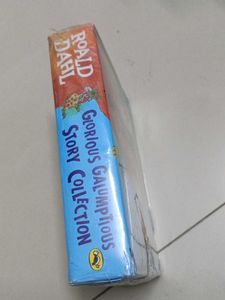 ROALD
DAHL
GLORIOUS GALUMPTIOUS
STORY COLLECTION